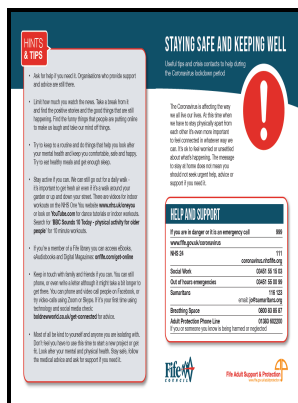 HINTS
& TIPS
• Ask for help if you need it. Organisations who provide support
and advice are still there.
• Limit how much you watch the news. Take a break from it
and find the positive stories and the good things that are still
happening. Find the funny things that people are putting online
to make us laugh and take our mind off things.
• Try to keep to a routine and do things that help you look after
your mental health and keep you comfortable, safe and happy.
Try to eat healthy meals and get enough sleep.
• Stay active if you can. We can still go out for a daily walk -
it's important to get fresh air even if it's a walk around your
garden or up and down your street. There are videos for indoor
workouts on the NHS One You website www.nhs.uk/oneyou
or look on YouTube.com for dance tutorials or indoor workouts.
Search for 'BBC Sounds 10 Today - physical activity for older
people' for 10 minute workouts.
• If you're a member of a Fife library you can access eBooks,
eAudiobooks and Digital Magazines: onfife.com/get-online
• Keep in touch with family and friends if you can. You can still
phone, or even write a letter although it might take a bit longer to
get there. You can phone and video call people on Facebook, or
try video calls using Zoom or Skype. If it's your first time using
technology and social media check:
boldnewworld.co.uk/get-connected for advice.
• Most of all be kind to yourself and anyone you are isolating with.
Don't feel you have to use this time to start a new project or get
fit. Look after your mental and physical health. Stay safe, follow
the medical advice and ask for support if you need it.
STAYING SAFE AND KEEPING WELL
Useful tips and crisis contacts to help during
the Coronavirus lockdown period
The Coronavirus is affecting the way
we all live our lives. At this time when
we have to stay physically apart from
each other it's even more important
to feel connected in whatever way we
can. It's ok to feel worried or unsettled
about what's happening. The message
to stay at home does not mean you
should not seek urgent help, advice or
support if you need it.
HELP AND SUPPORT
If you are in danger or it is an emergency call 999
www.fife.gov.uk/coronavirus
NHS 24 111
coronavirus.nhsfife.org
Social Work 03451 55 15 03
Out of hours emergencies 03451 55 00 99
Samaritans 116 123
email: jo@samaritans.org
Breathing Space 0800 83 85 87
Adult Protection Phone Line 01383 602200
If you or someone you know is being harmed or neglected
Fife
COUNCIL
Fife Adult Support & Protection